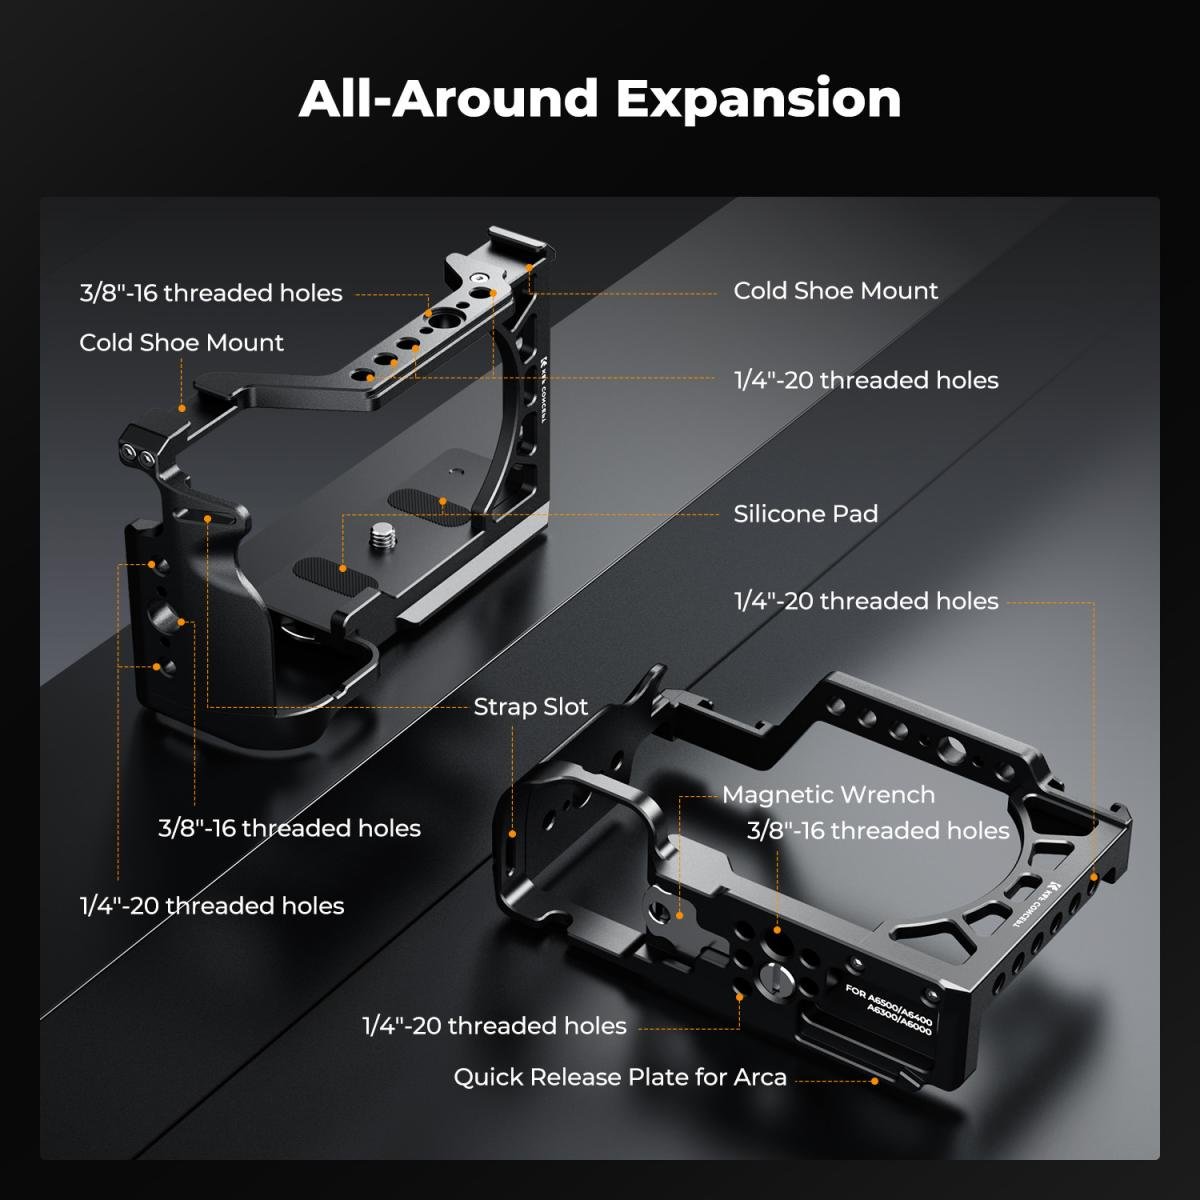 All-Around Expansion
3/8"-16 threaded holes
Cold Shoe Mount
Cold Shoe Mount
1/4"-20 threaded holes
K&F CONCEPT
Silicone Pad
1/4"-20 threaded holes
Strap Slot
Magnetic Wrench
3/8"-16 threaded holes
3/8"-16 threaded holes
1/4"-20 threaded holes
K&F CONCEPT
FOR A6500/A6400
A6300/A6000
1/4"-20 threaded holes
Quick Release Plate for Arca